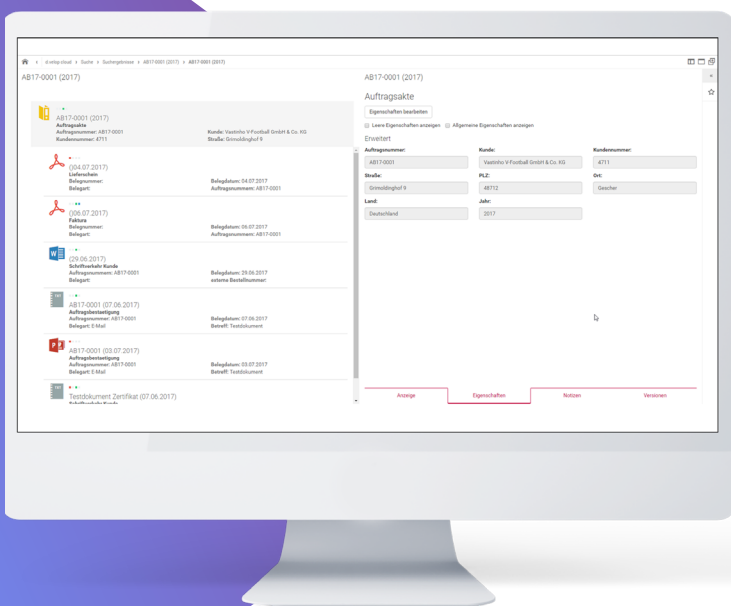 d.velop cloud › Suche › Suchergebnisse › AB17-0001 (2017) › AB17-0001 (2017)
AB17-0001 (2017)
AB17-0001 (2017)
Auftragsakte
Auftragsnummer: AB17-0001 Kunde: Vastinho V-Football GmbH & Co. KG
Kundennummer: 4711 Straße: Grimoldinghof 9
()04.07.2017)
Lieferschein
Belegnummer: Belegdatum: 04.07.2017
Belegart: Auftragsnummern: AB17-0001
()06.07.2017)
Faktura
Belegnummer: Belegdatum: 06.07.2017
Belegart: Auftragsnummern: AB17-0001
(29.06.2017)
Schriftverkehr Kunde
Auftragsnummern: AB17-0001 Belegdatum: 29.06.2017
Belegart: externe Bestellnummer:
AB17-0001 (07.06.2017)
Auftragsbestaetigung
Auftragsnummer: AB17-0001 Belegdatum: 07.06.2017
Belegart: E-Mail Betreff: Testdokument
AB17-0001 (03.07.2017)
Auftragsbestaetigung
Auftragsnummer: AB17-0001 Belegdatum: 03.07.2017
Belegart: E-Mail Betreff: Testdokument
Testdokument Zertifikat (07.06.2017)
Schriftverkehr Kunde
AB17-0001 (2017)
Auftragsakte
Eigenschaften bearbeiten
Leere Eigenschaften anzeigen Allgemeine Eigenschaften anzeigen
Erweitert
Auftragsnummer: Kunde: Kundennummer:
AB17-0001 Vastinho V-Football GmbH & Co. KG 4711
Straße: PLZ: Ort:
Grimoldinghof 9 48712 Gescher
Land: Jahr:
Deutschland 2017
Anzeige Eigenschaften Notizen Versionen